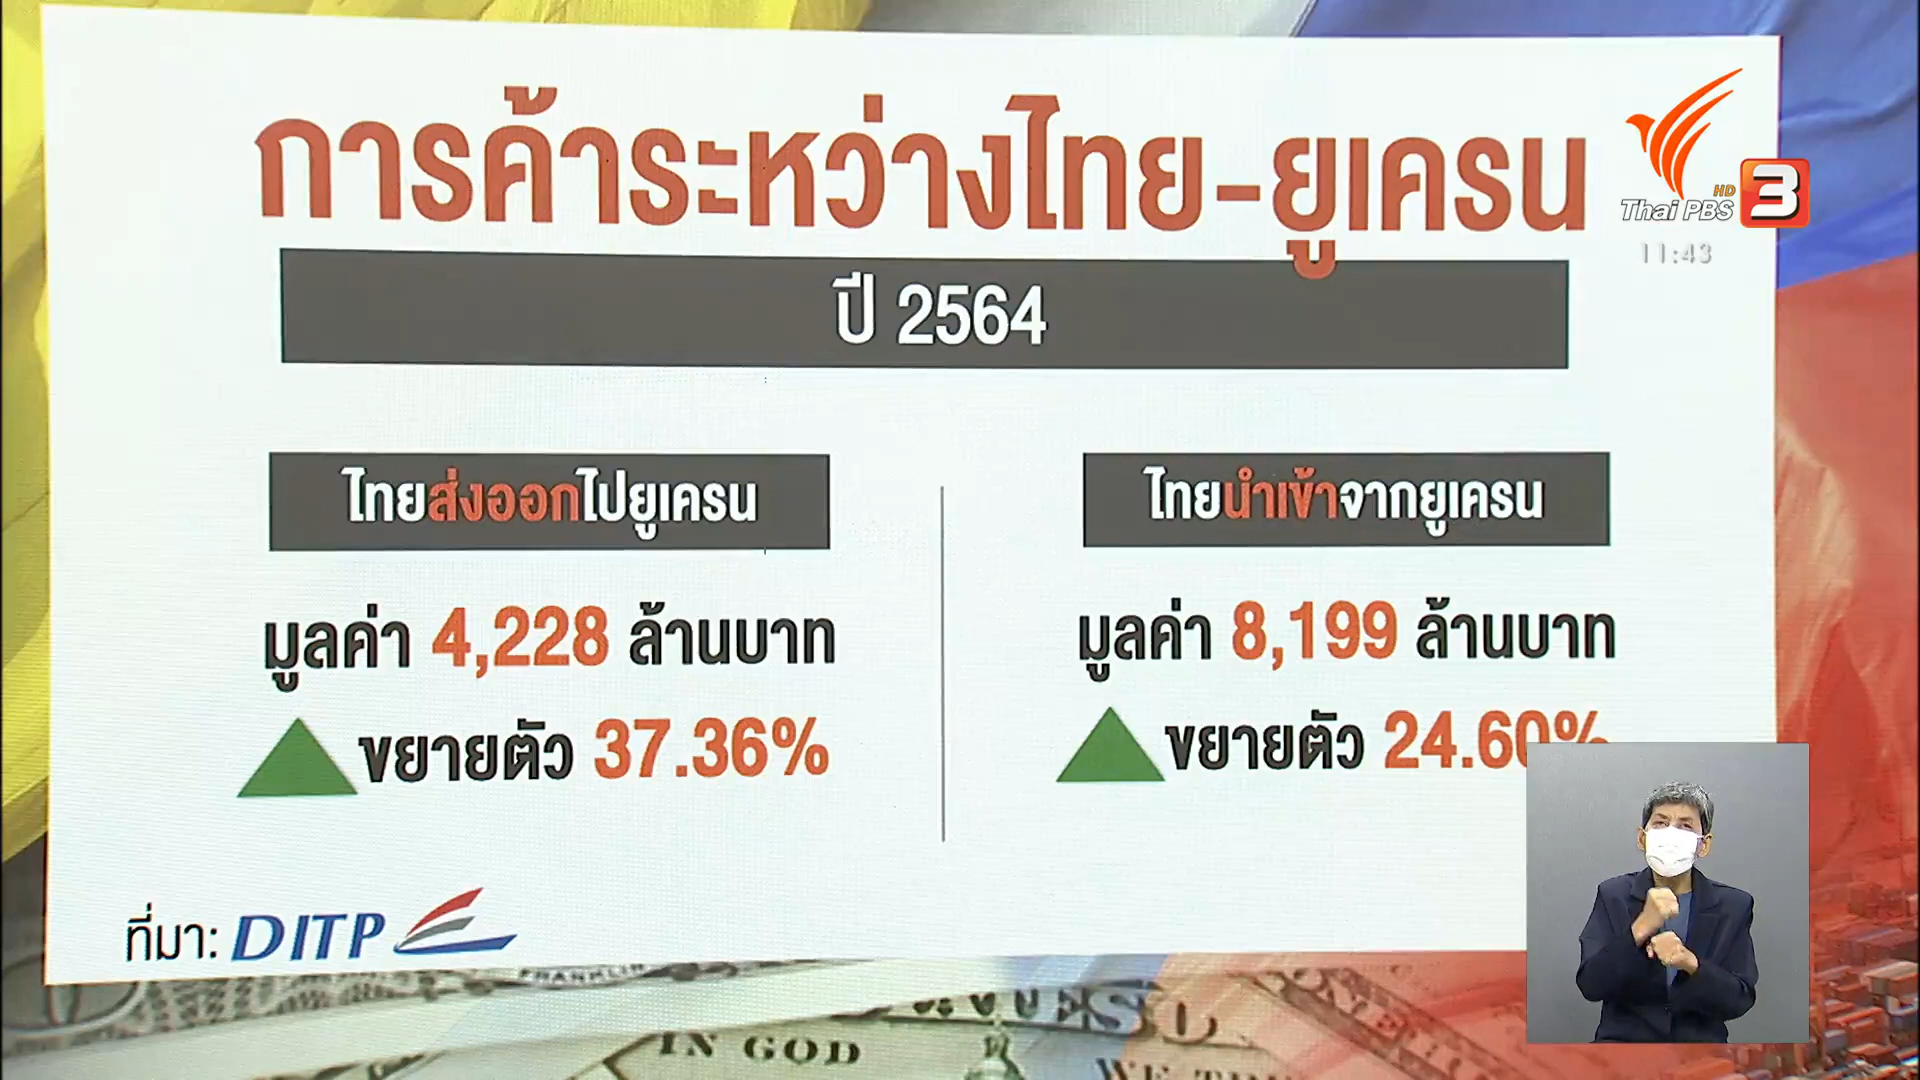 การค้าระหว่างไทย-ยูเครน
ปี 2564
ไทยส่งออกไปยูเครน
มูลค่า 4,228 ล้านบาท
ขยายตัว 37.36%
ไทยนำเข้าจากยูเครน
มูลค่า 8,199 ล้านบาท
ขยายตัว 24.60%
ที่มา: DITP
HD
Thai PBS 3
11:43
FRANKLIN
IN GOD
WE